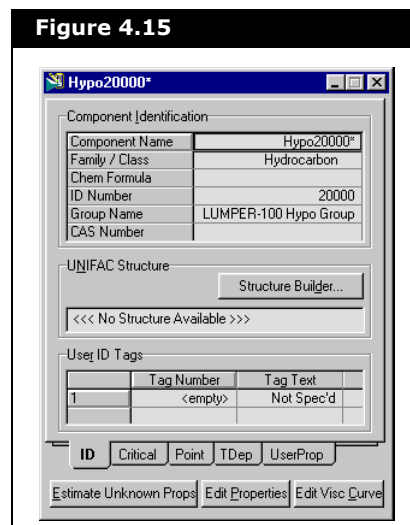 Figure 4.15
Hypo20000*
Component Identification
Component Name Hypo20000*
Family / Class Hydrocarbon
Chem Formula
ID Number 20000
Group Name LUMPER-100 Hypo Group
CAS Number
UNIFAC Structure
Structure Builder...
<<< No Structure Available >>>
User ID Tags
Tag Number Tag Text
1 <empty> Not Spec'd
ID Critical Point TDep UserProp
Estimate Unknown Props Edit Properties Edit Visc Curve